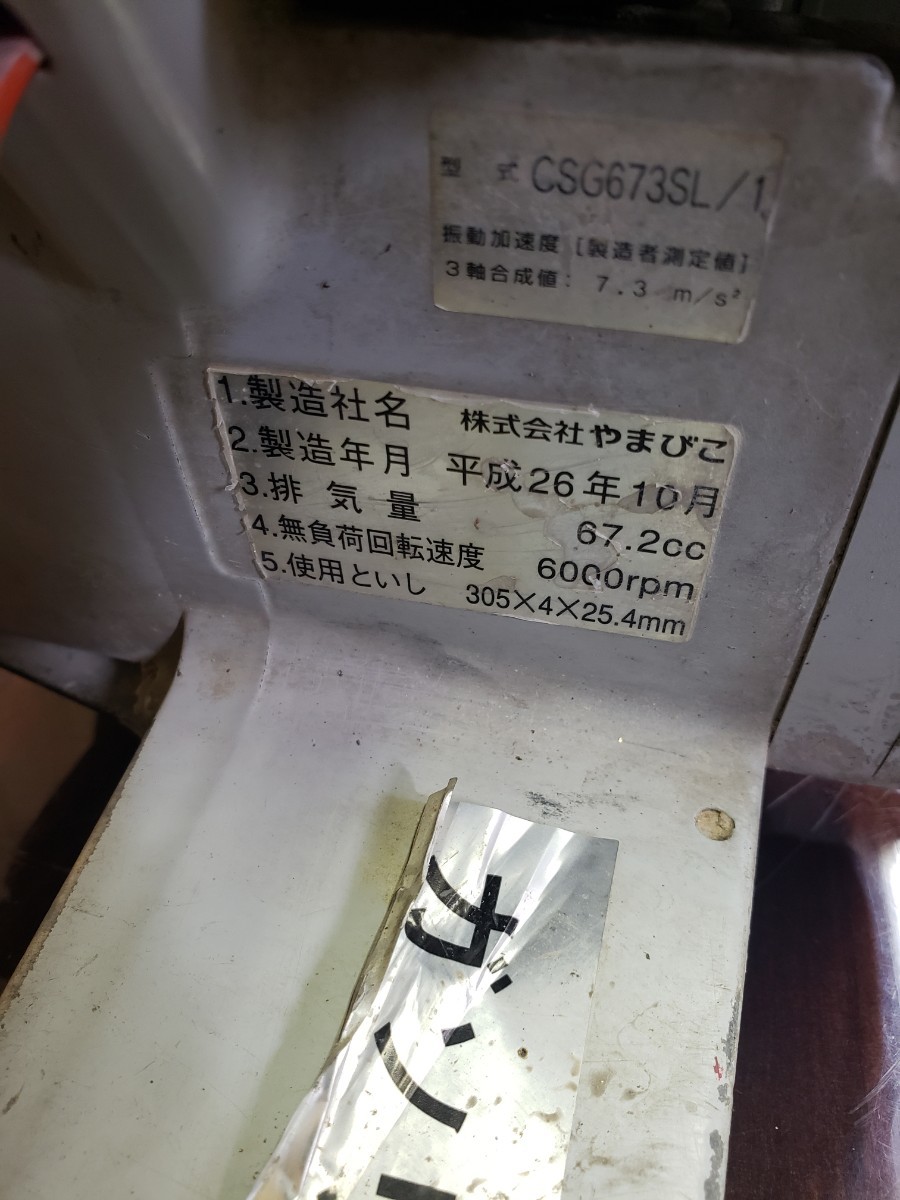 型 式 CSG673SL/1
振動加速度［製造者測定値］
3軸合成値： 7.3 m/s²
1.製造社名 株式会社やまびこ
2.製造年月 平成26年10月
3.排気量 67.2cc
4.無負荷回転速度 6000rpm
5.使用といし 305×4×25.4mm
ガソ